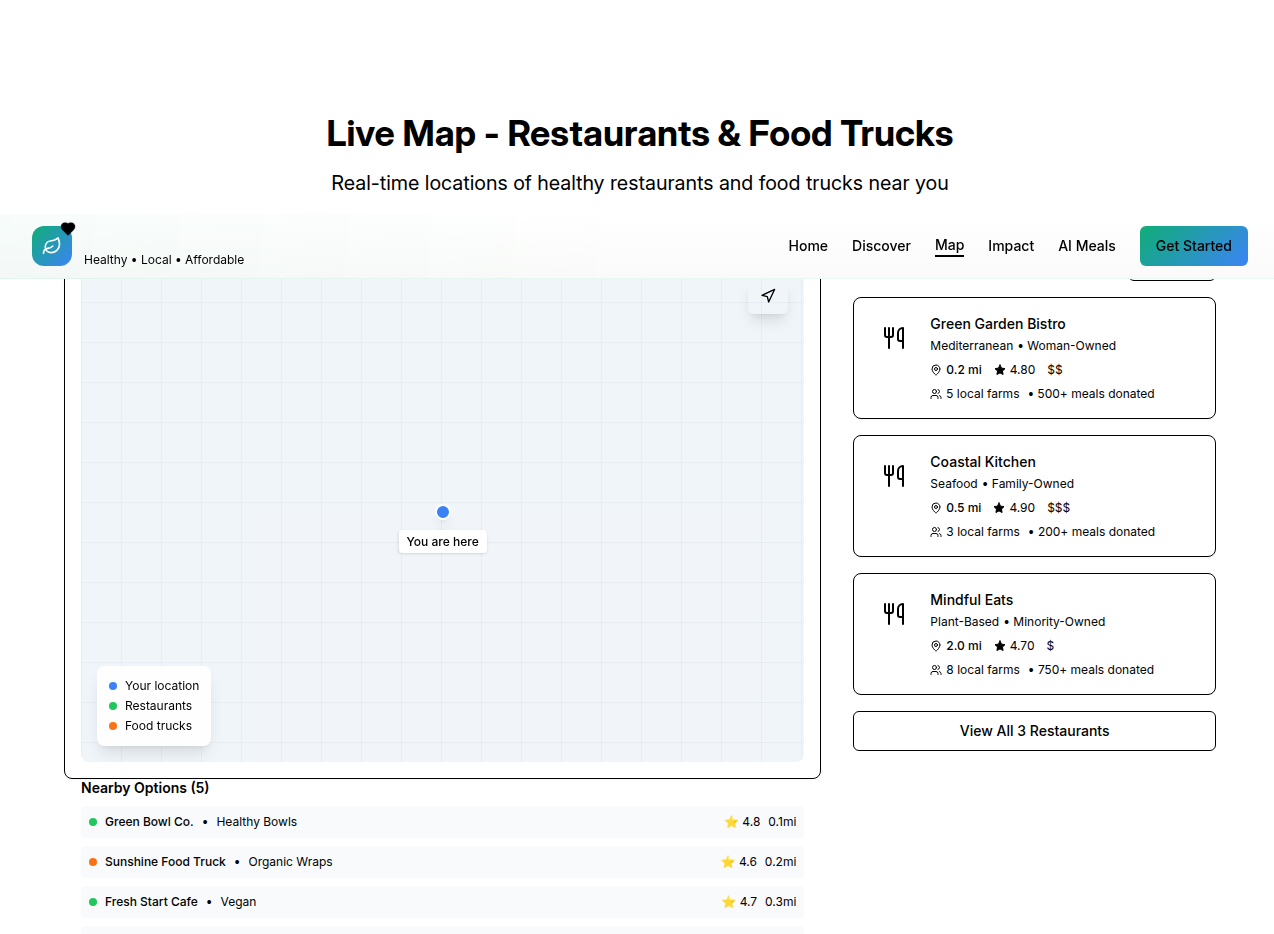 Live Map - Restaurants & Food Trucks
Real-time locations of healthy restaurants and food trucks near you
Healthy • Local • Affordable
Home
Discover
Map
Impact
AI Meals
Get Started
You are here
Your location
Restaurants
Food trucks
Nearby Options (5)
Green Bowl Co. • Healthy Bowls
⭐ 4.8 0.1mi
Sunshine Food Truck • Organic Wraps
⭐ 4.6 0.2mi
Fresh Start Cafe • Vegan
⭐ 4.7 0.3mi
Green Garden Bistro
Mediterranean • Woman-Owned
0.2 mi ★ 4.80 $$
5 local farms • 500+ meals donated
Coastal Kitchen
Seafood • Family-Owned
0.5 mi ★ 4.90 $$$
3 local farms • 200+ meals donated
Mindful Eats
Plant-Based • Minority-Owned
2.0 mi ★ 4.70 $
8 local farms • 750+ meals donated
View All 3 Restaurants